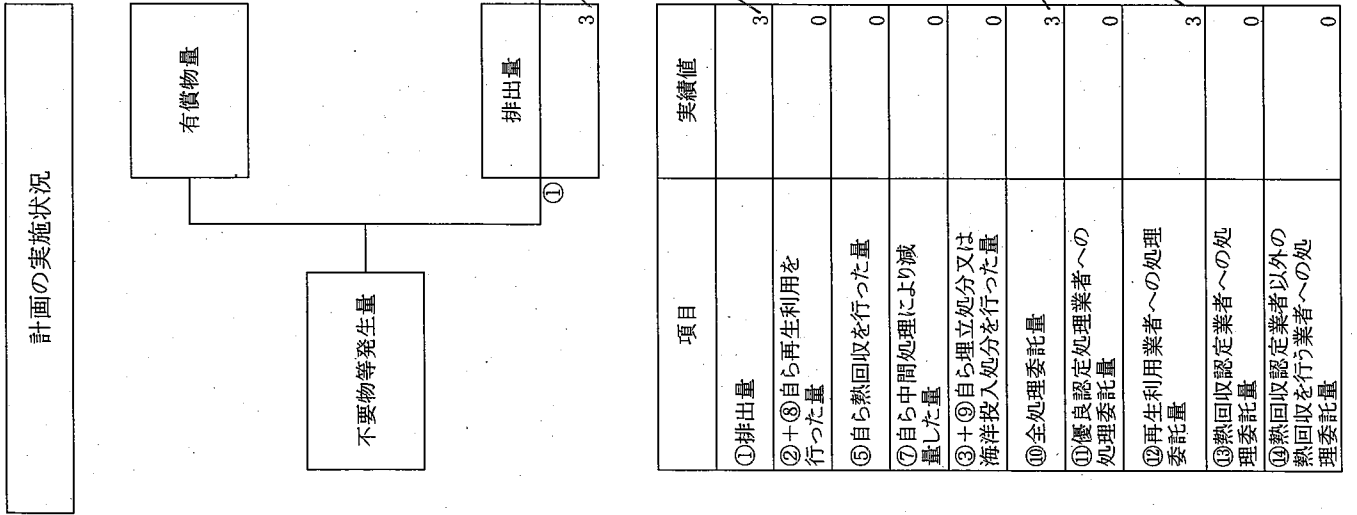 計画の実施状況
有償物量
不要物等発生量
排出量
①
3
項目
実績値
①排出量
3
②+⑧自ら再生利用を
行った量
0
⑤自ら熱回収を行った量
0
⑦自ら中間処理により減
量した量
0
③+⑨自ら埋立処分又は
海洋投入処分を行った量
0
⑩全処理委託量
3
⑪優良認定処理業者への
処理委託量
0
⑫再生利用業者への処理
委託量
3
⑬熱回収認定業者への処
理委託量
0
⑭熱回収認定業者以外の
熱回収を行う業者への処
理委託量
0